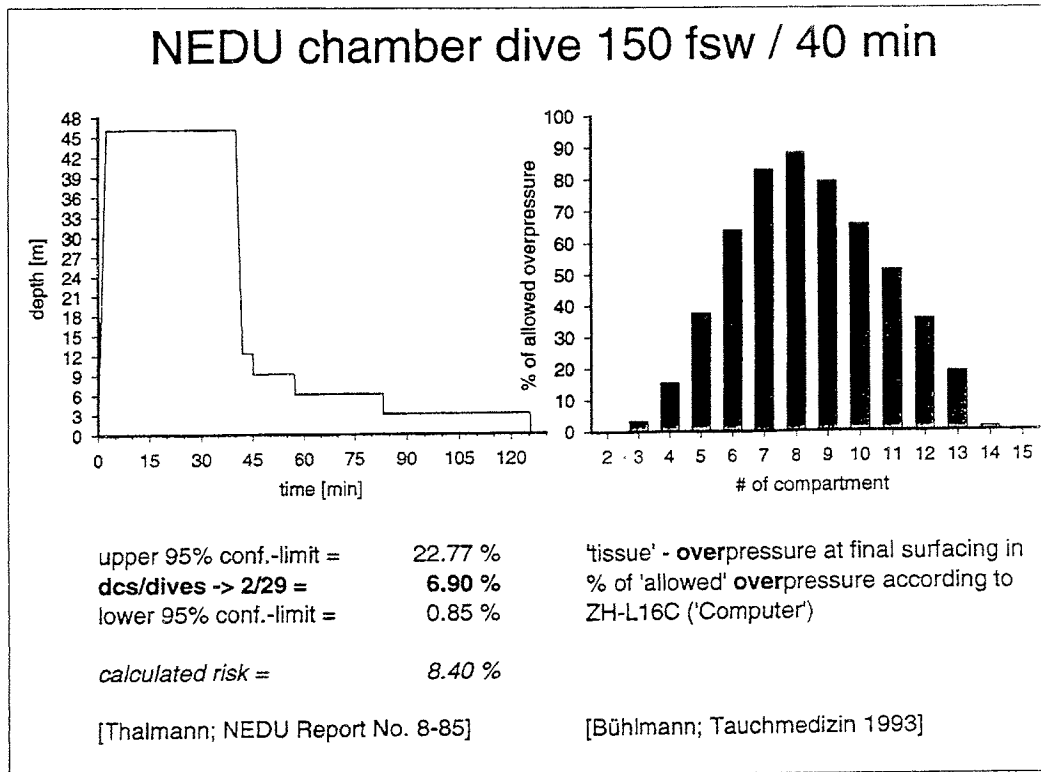 NEDU chamber dive 150 fsw / 40 min
depth [m]
48
45
42
39
36
33
30
27
24
21
18
15
12
9
6
3
0
0 15 30 45 60 75 90 105 120
time [min]
% of allowed overpressure
100
90
80
70
60
50
40
30
20
10
0
2 3 4 5 6 7 8 9 10 11 12 13 14 15
# of compartment
upper 95% conf.-limit = 22.77 %
dcs/dives -> 2/29 = 6.90 %
lower 95% conf.-limit = 0.85 %
calculated risk = 8.40 %
[Thalmann; NEDU Report No. 8-85]
'tissue' - overpressure at final surfacing in
% of 'allowed' overpressure according to
ZH-L16C ('Computer')
[Bühlmann; Tauchmedizin 1993]